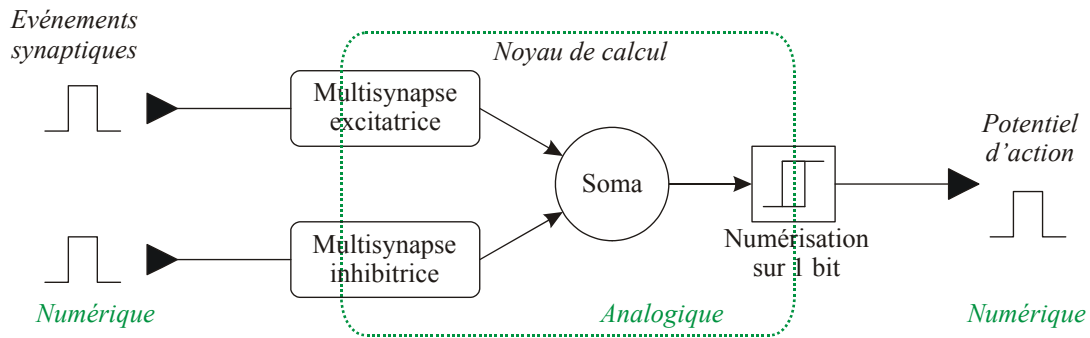 Evénements
synaptiques
Noyau de calcul
Multisynapse
excitatrice
Soma
Potentiel
d'action
Multisynapse
inhibitrice
Numérisation
sur 1 bit
Numérique
Analogique
Numérique